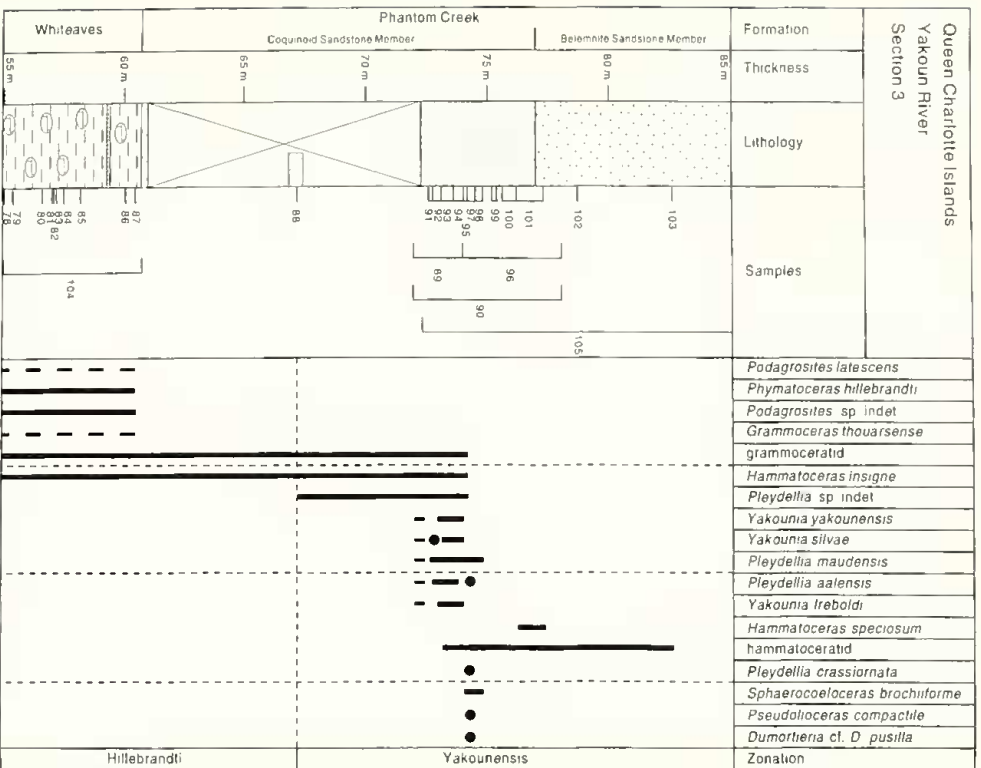 Queen Charlotte Islands
Yakoun River
Section 3
Whiteaves
Phantom Creek
Coquinoid Sandstone Member
Belemnite Sandstone Member
Formation
55 m
60 m
65 m
70 m
75 m
80 m
85 m
Thickness
Lithology
78
79
80
81
82
83
84
85
86
87
88
91
92
93
94
95
97
98
99
100
101
102
103
89
96
104
90
105
Samples
Podagrosites latescens
Phymatoceras hillebrandti
Podagrosites sp indet
Grammoceras thouarsense
grammoceratid
Hammatoceras insigne
Pleydellia sp indet
Yakounia yakounensis
Yakounia silvae
Pleydellia maudensis
Pleydellia aalensis
Yakounia freboldi
Hammatoceras speciosum
hammatoceratid
Pleydellia crassiornata
Sphaerocoeloceras brochiiforme
Pseudolioceras compactile
Dumortieria cf. D pusilla
Hillebrandti
Yakounensis
Zonation